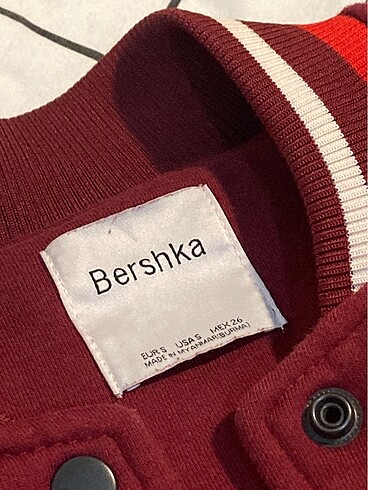 Bershka
EUR S USA S MEX 26
MADE IN MYANMAR(BURMA)